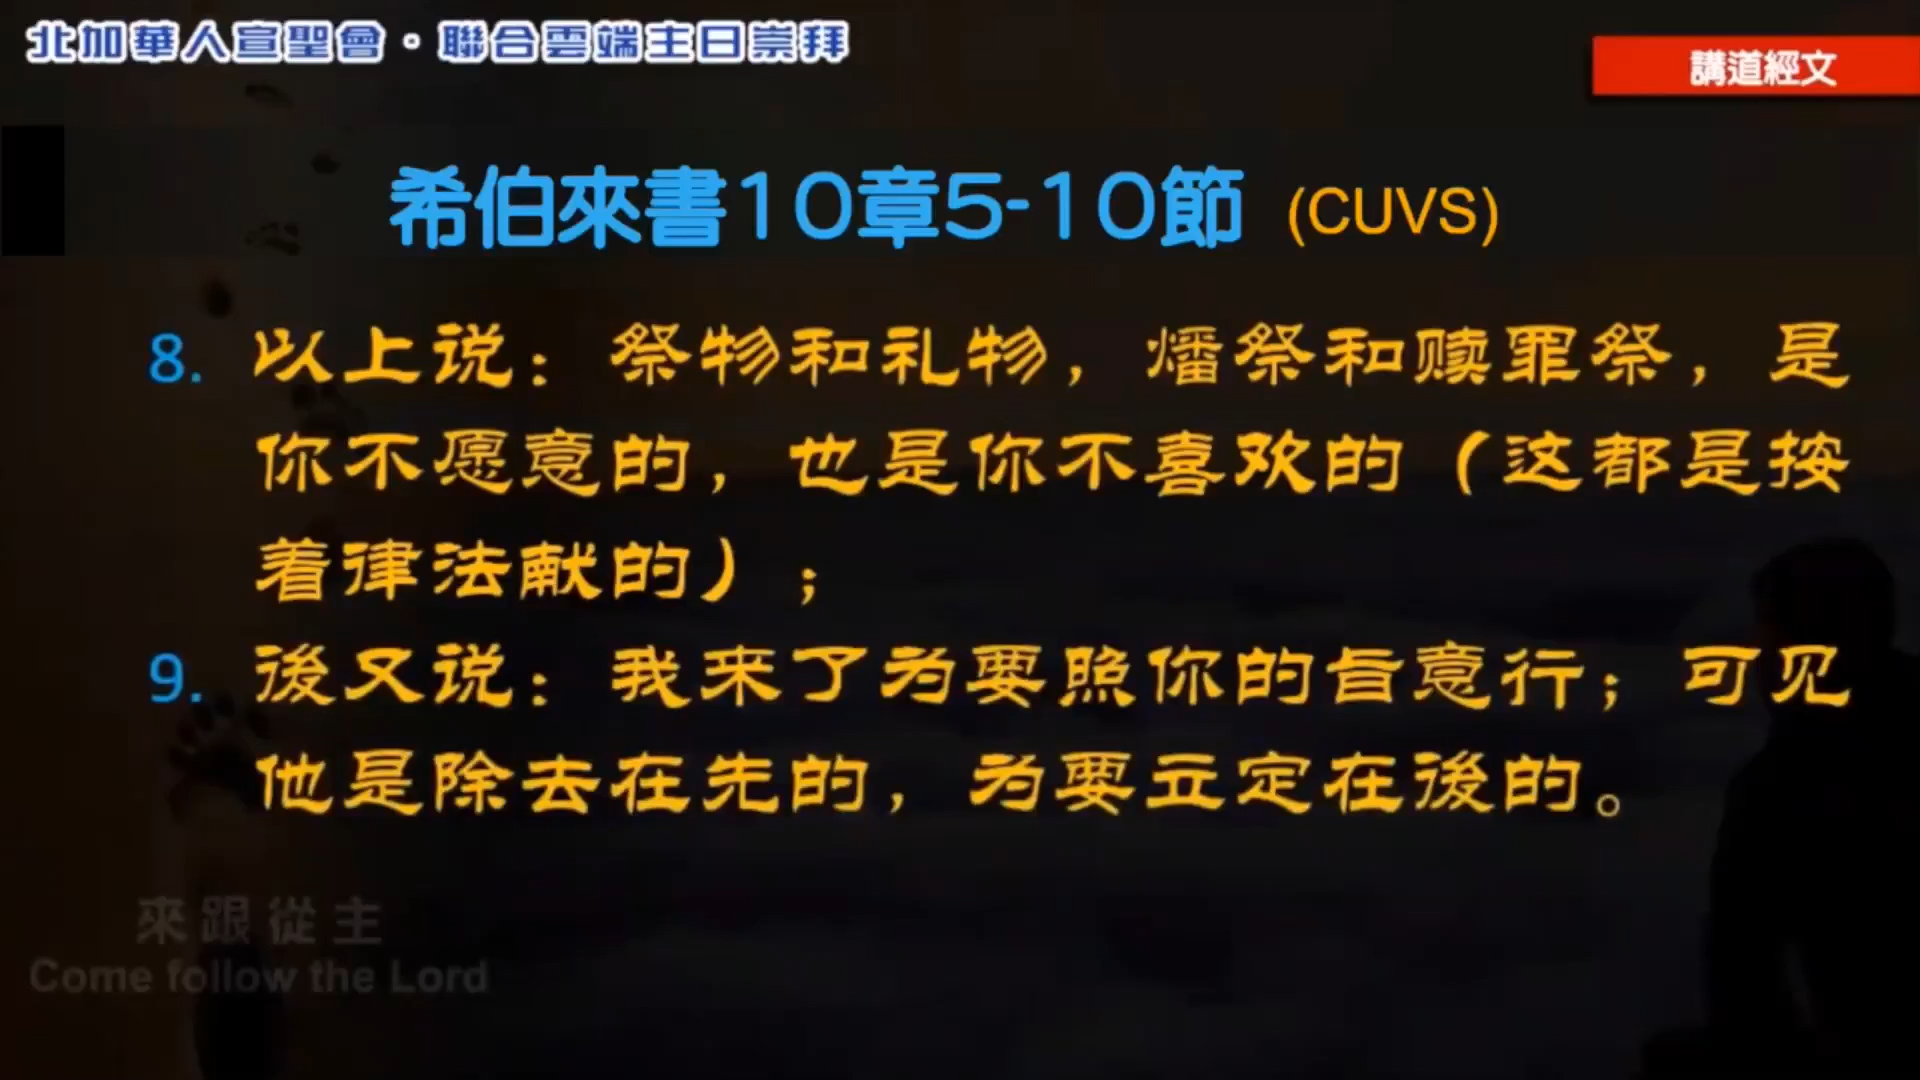 北加華人宣聖會・聯合雲端主日崇拜
講道經文
希伯來書10章5-10節 (CUVS)
8. 以上说：祭物和礼物，燔祭和赎罪祭，是
你不愿意的，也是你不喜欢的（这都是按
着律法献的）；
9. 後又说：我来了为要照你的旨意行；可见
他是除去在先的，为要立定在後的。
來跟從主
Come follow the Lord